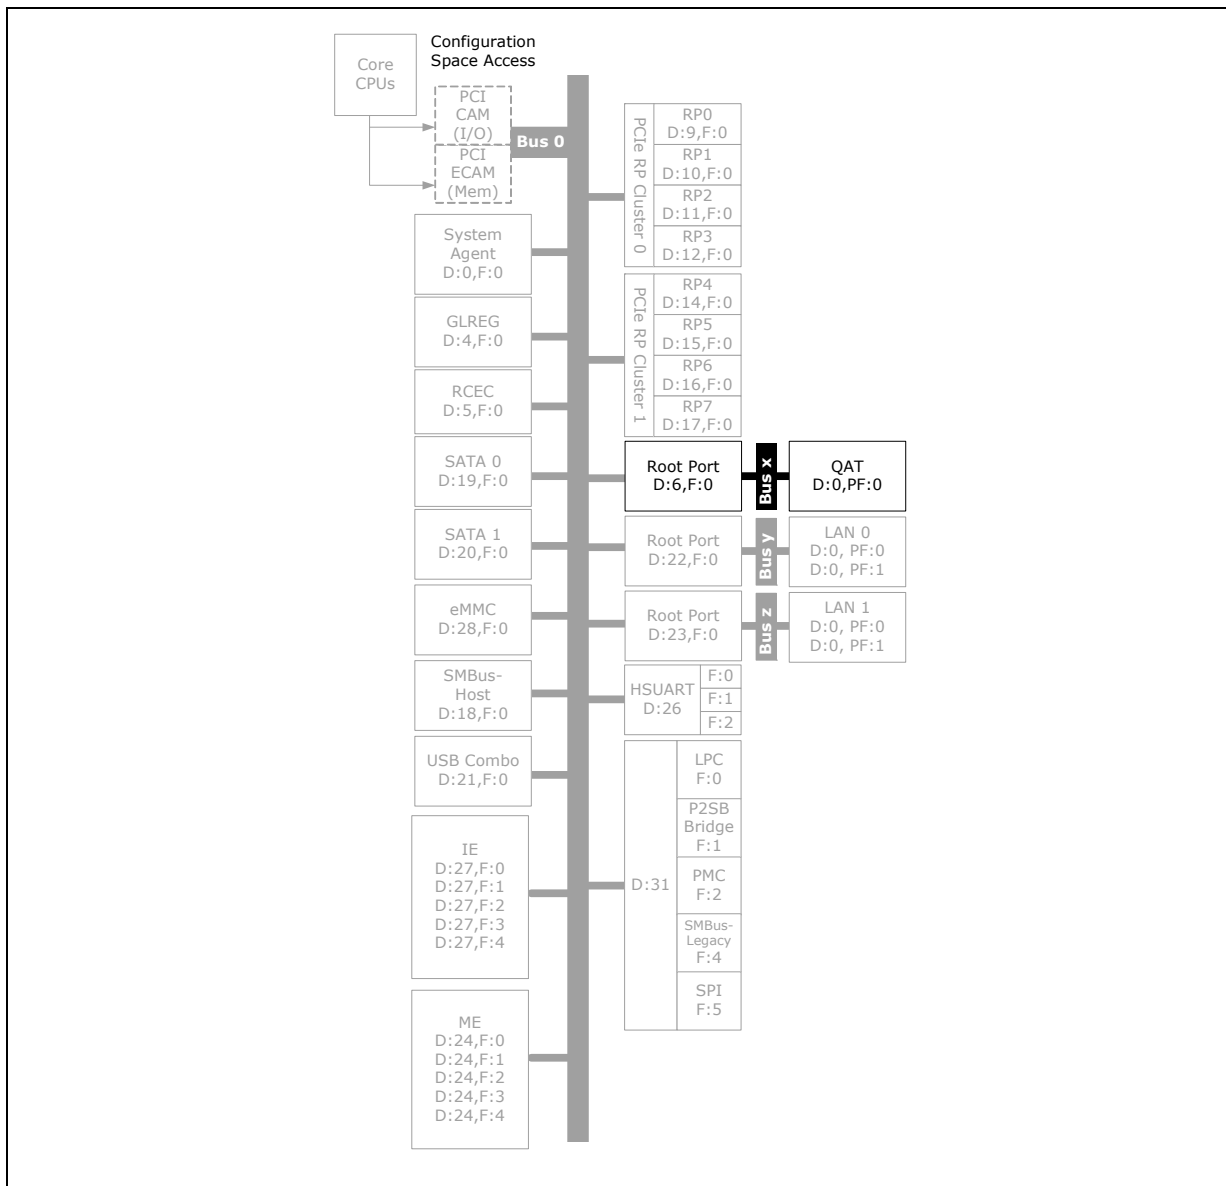 Configuration
Space Access
Core
CPUs
PCI
CAM
(I/O)
PCI
ECAM
(Mem)
Bus 0
System
Agent
D:0,F:0
GLREG
D:4,F:0
RCEC
D:5,F:0
SATA 0
D:19,F:0
SATA 1
D:20,F:0
eMMC
D:28,F:0
SMBus-
Host
D:18,F:0
USB Combo
D:21,F:0
IE
D:27,F:0
D:27,F:1
D:27,F:2
D:27,F:3
D:27,F:4
ME
D:24,F:0
D:24,F:1
D:24,F:2
D:24,F:3
D:24,F:4
PCIe RP Cluster 0
RP0
D:9,F:0
RP1
D:10,F:0
RP2
D:11,F:0
RP3
D:12,F:0
PCIe RP Cluster 1
RP4
D:14,F:0
RP5
D:15,F:0
RP6
D:16,F:0
RP7
D:17,F:0
Root Port
D:6,F:0
Bus x
QAT
D:0,PF:0
Root Port
D:22,F:0
Bus y
LAN 0
D:0, PF:0
D:0, PF:1
Root Port
D:23,F:0
Bus z
LAN 1
D:0, PF:0
D:0, PF:1
HSUART
D:26
F:0
F:1
F:2
D:31
LPC
F:0
P2SB
Bridge
F:1
PMC
F:2
SMBus-
Legacy
F:4
SPI
F:5